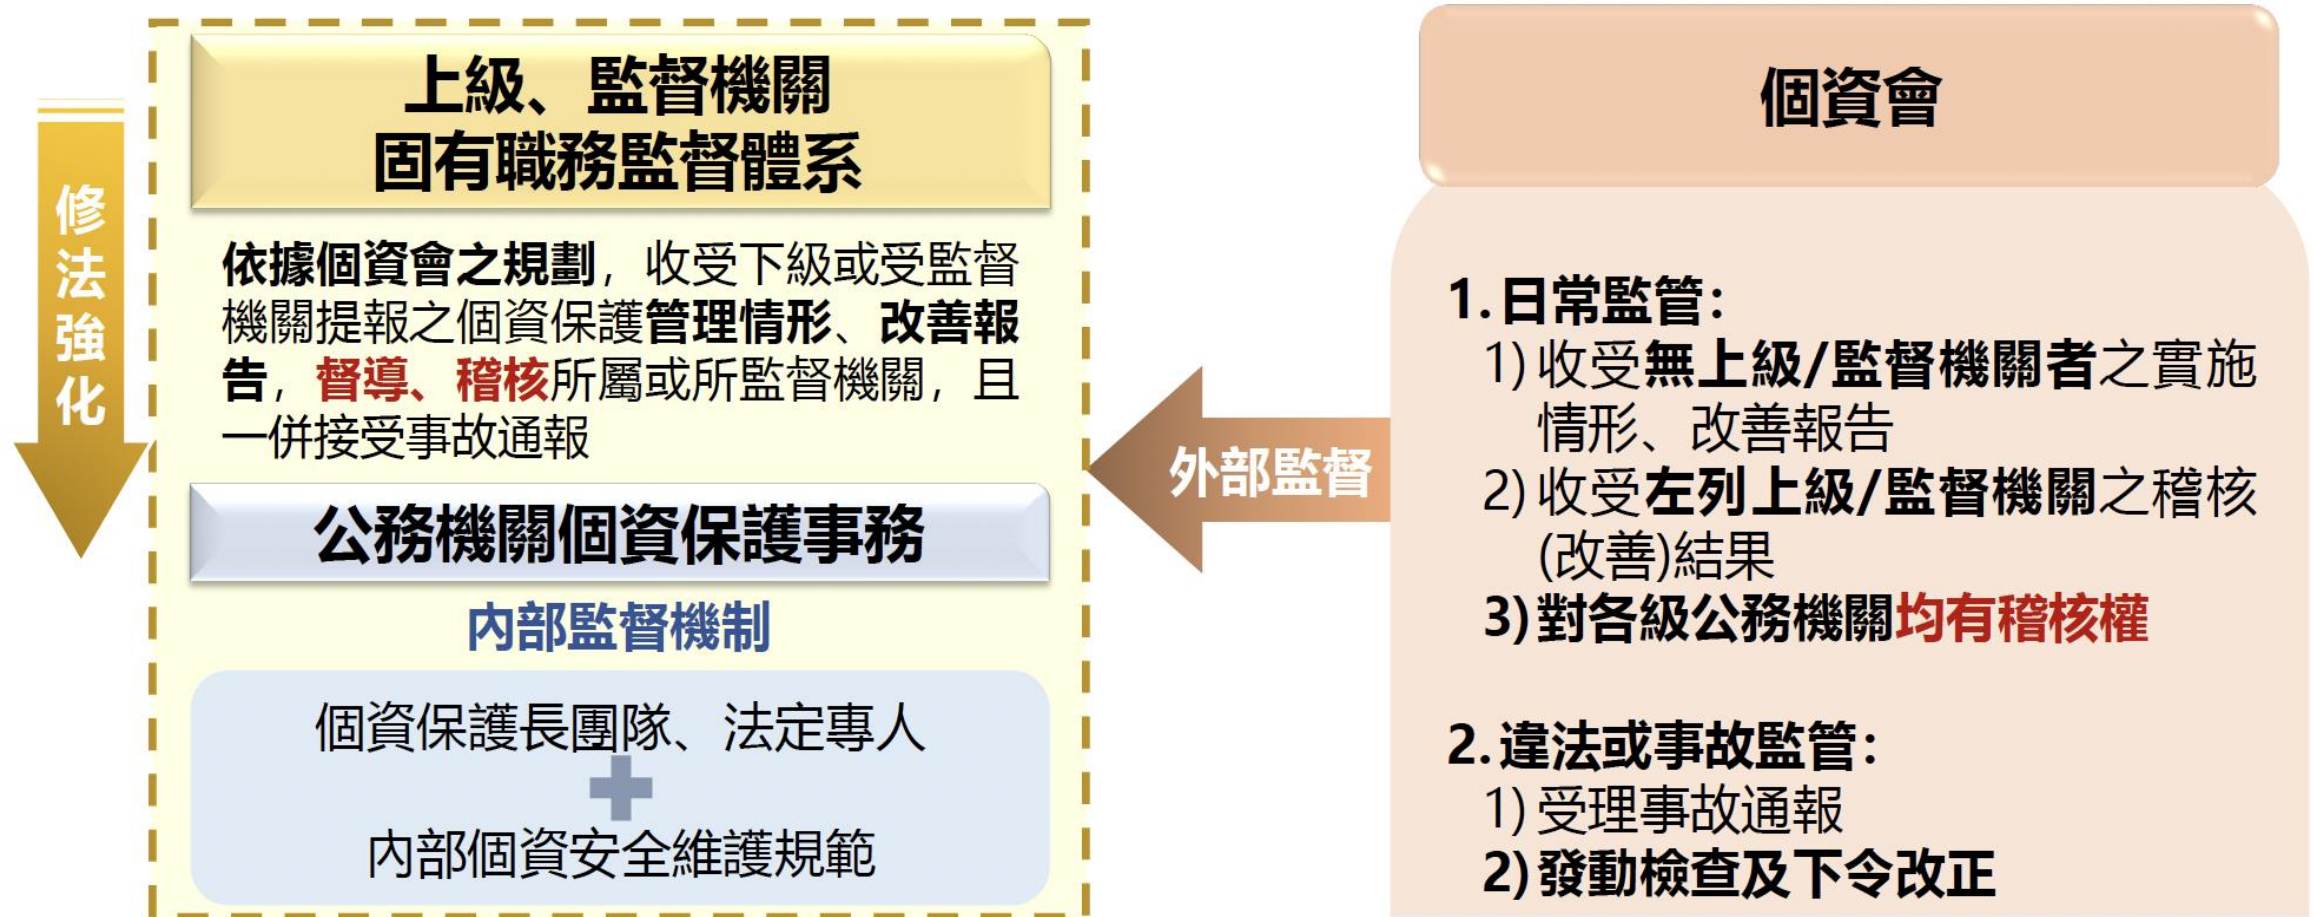 修法強化
上級、監督機關
固有職務監督體系
依據個資會之規劃，收受下級或受監督
機關提報之個資保護管理情形、改善報
告，督導、稽核所屬或所監督機關，且
一併接受事故通報
公務機關個資保護事務
內部監督機制
個資保護長團隊、法定專人
內部個資安全維護規範
外部監督
個資會
1.日常監管：
1)收受無上級/監督機關者之實施
情形、改善報告
2)收受左列上級/監督機關之稽核
(改善)結果
3)對各級公務機關均有稽核權
2.違法或事故監管：
1)受理事故通報
2)發動檢查及下令改正